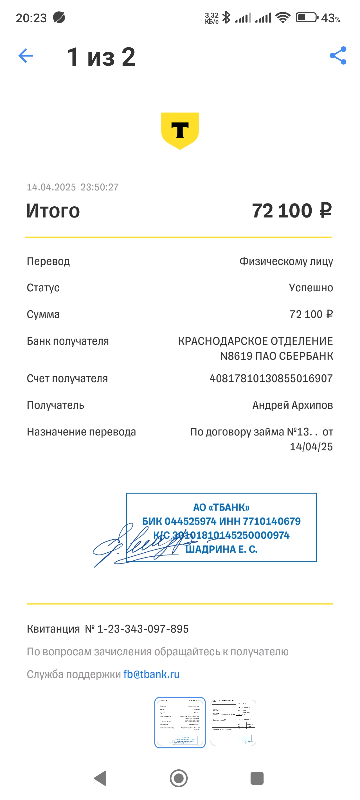 20:23 3,32 КБ/с 43%
1 из 2
Т
14.04.2025 23:50:27
Итого 72 100 ₽
Перевод Физическому лицу
Статус Успешно
Сумма 72 100 ₽
Банк получателя КРАСНОДАРСКОЕ ОТДЕЛЕНИЕ
N8619 ПАО СБЕРБАНК
Счет получателя 40817810130855016907
Получатель Андрей Архипов
Назначение перевода По договору займа №13. . от
14/04/25
АО «ТБАНК»
БИК 044525974 ИНН 7710140679
К/С 30101810145250000974
ШАДРИНА Е. С.
Квитанция № 1-23-343-097-895
По вопросам зачисления обращайтесь к получателю
Служба поддержки fb@tbank.ru